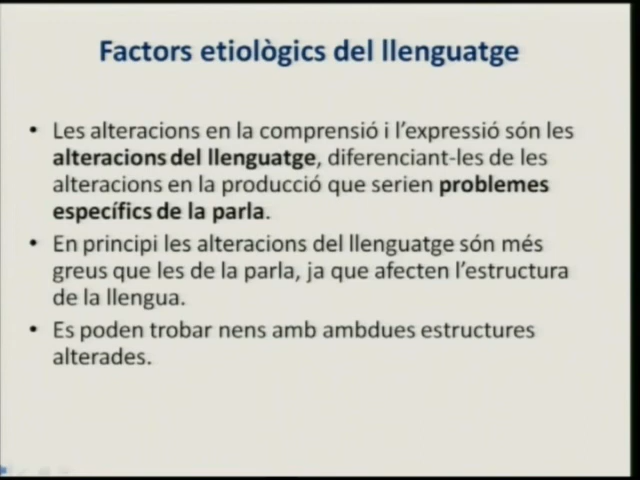 Factors etiològics del llenguatge
• Les alteracions en la comprensió i l'expressió són les
alteracions del llenguatge, diferenciant-les de les
alteracions en la producció que serien problemes
específics de la parla.
• En principi les alteracions del llenguatge són més
greus que les de la parla, ja que afecten l'estructura
de la llengua.
• Es poden trobar nens amb ambdues estructures
alterades.